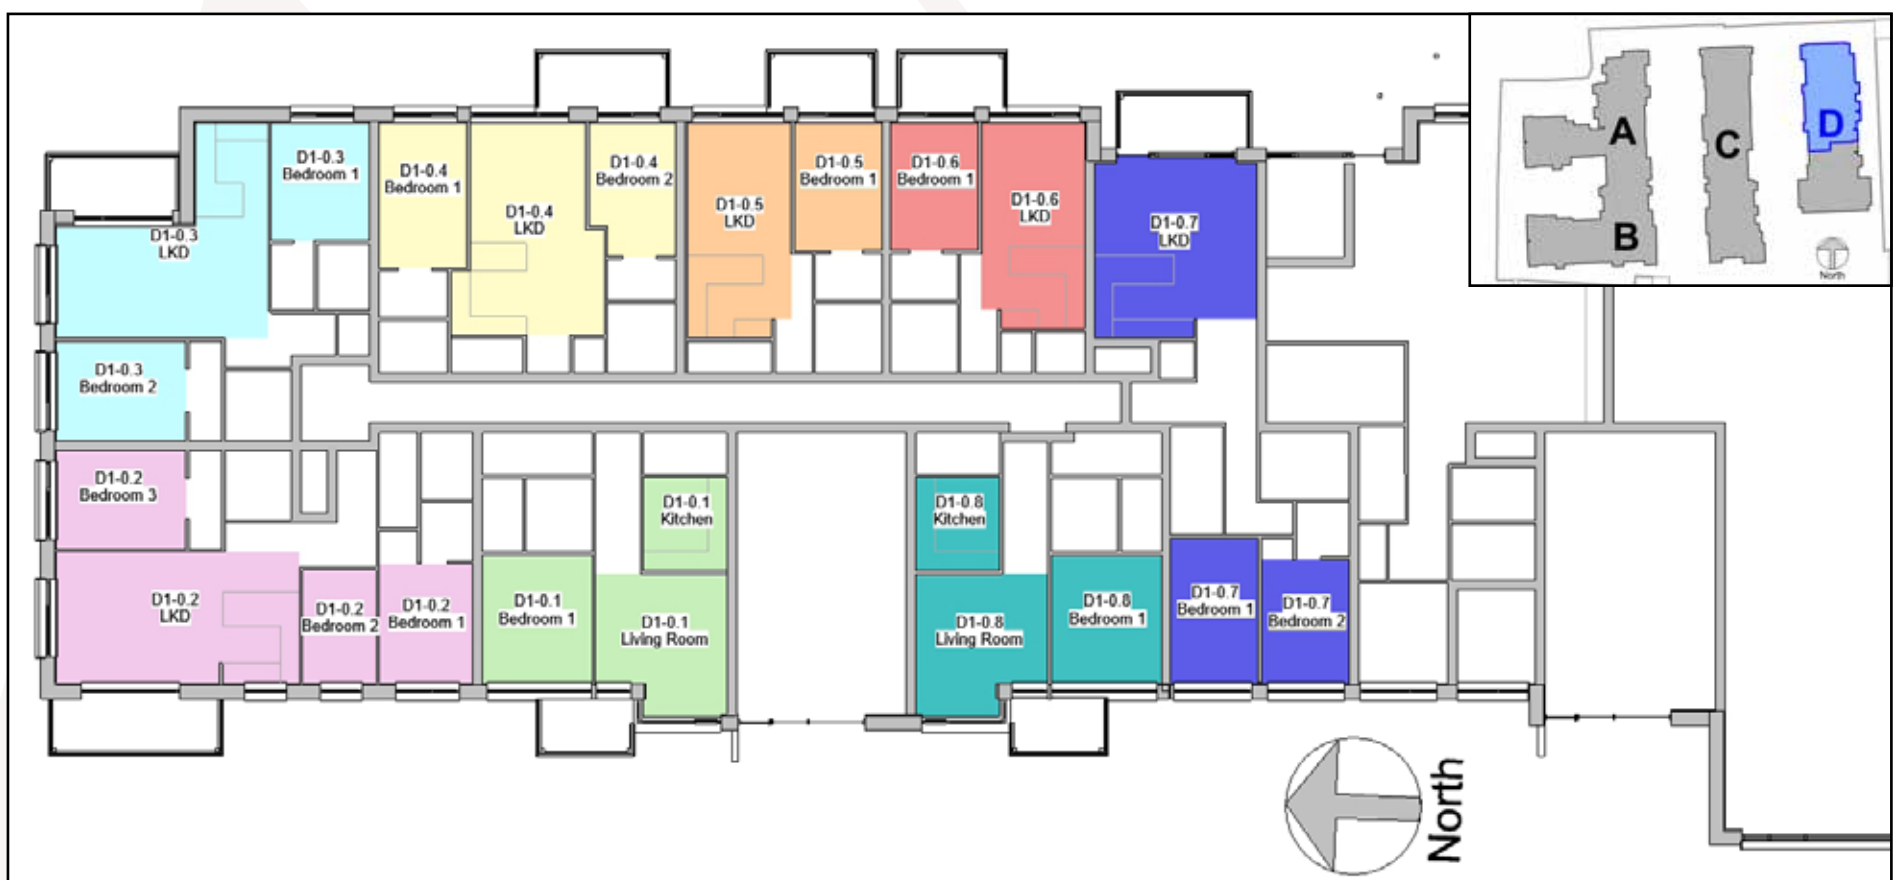 D1-0.3
Bedroom 1
D1-0.4
Bedroom 1
D1-0.4
Bedroom 2
D1-0.5
Bedroom 1
D1-0.6
Bedroom 1
D1-0.3
LKD
D1-0.4
LKD
D1-0.5
LKD
D1-0.6
LKD
D1-0.7
LKD
A
B
C
D
North
D1-0.3
Bedroom 2
D1-0.2
Bedroom 3
D1-0.1
Kitchen
D1-0.8
Kitchen
D1-0.2
LKD
D1-0.2
Bedroom 2
D1-0.2
Bedroom 1
D1-0.1
Bedroom 1
D1-0.1
Living Room
D1-0.8
Living Room
D1-0.8
Bedroom 1
D1-0.7
Bedroom 1
D1-0.7
Bedroom 2
North